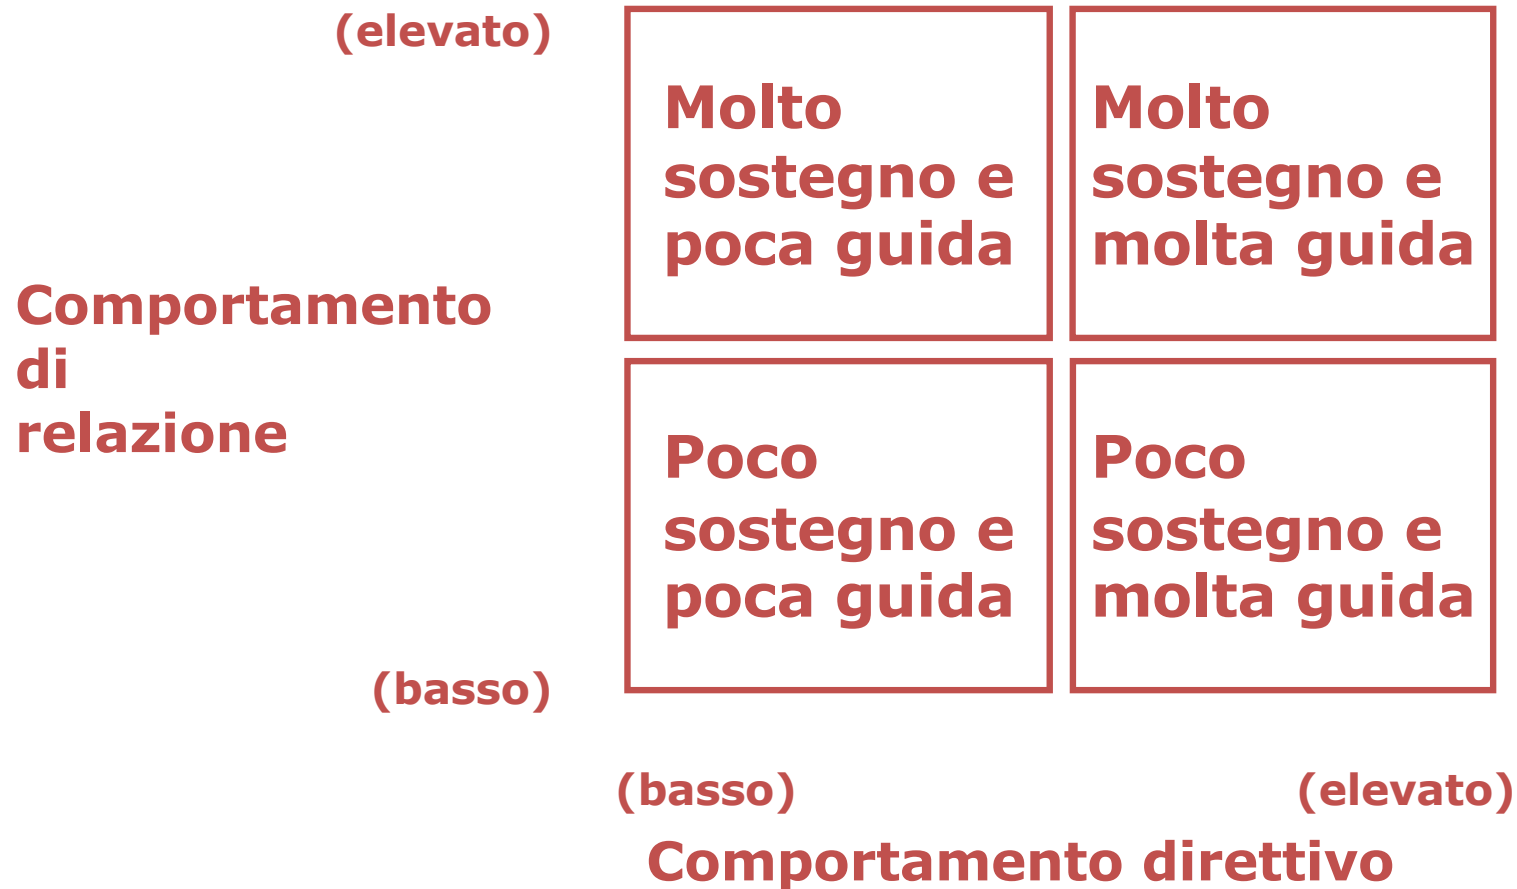 (elevato)
Molto
sostegno e
poca guida
Molto
sostegno e
molta guida
Comportamento
di
relazione
Poco
sostegno e
poca guida
Poco
sostegno e
molta guida
(basso)
(basso)
(elevato)
Comportamento direttivo